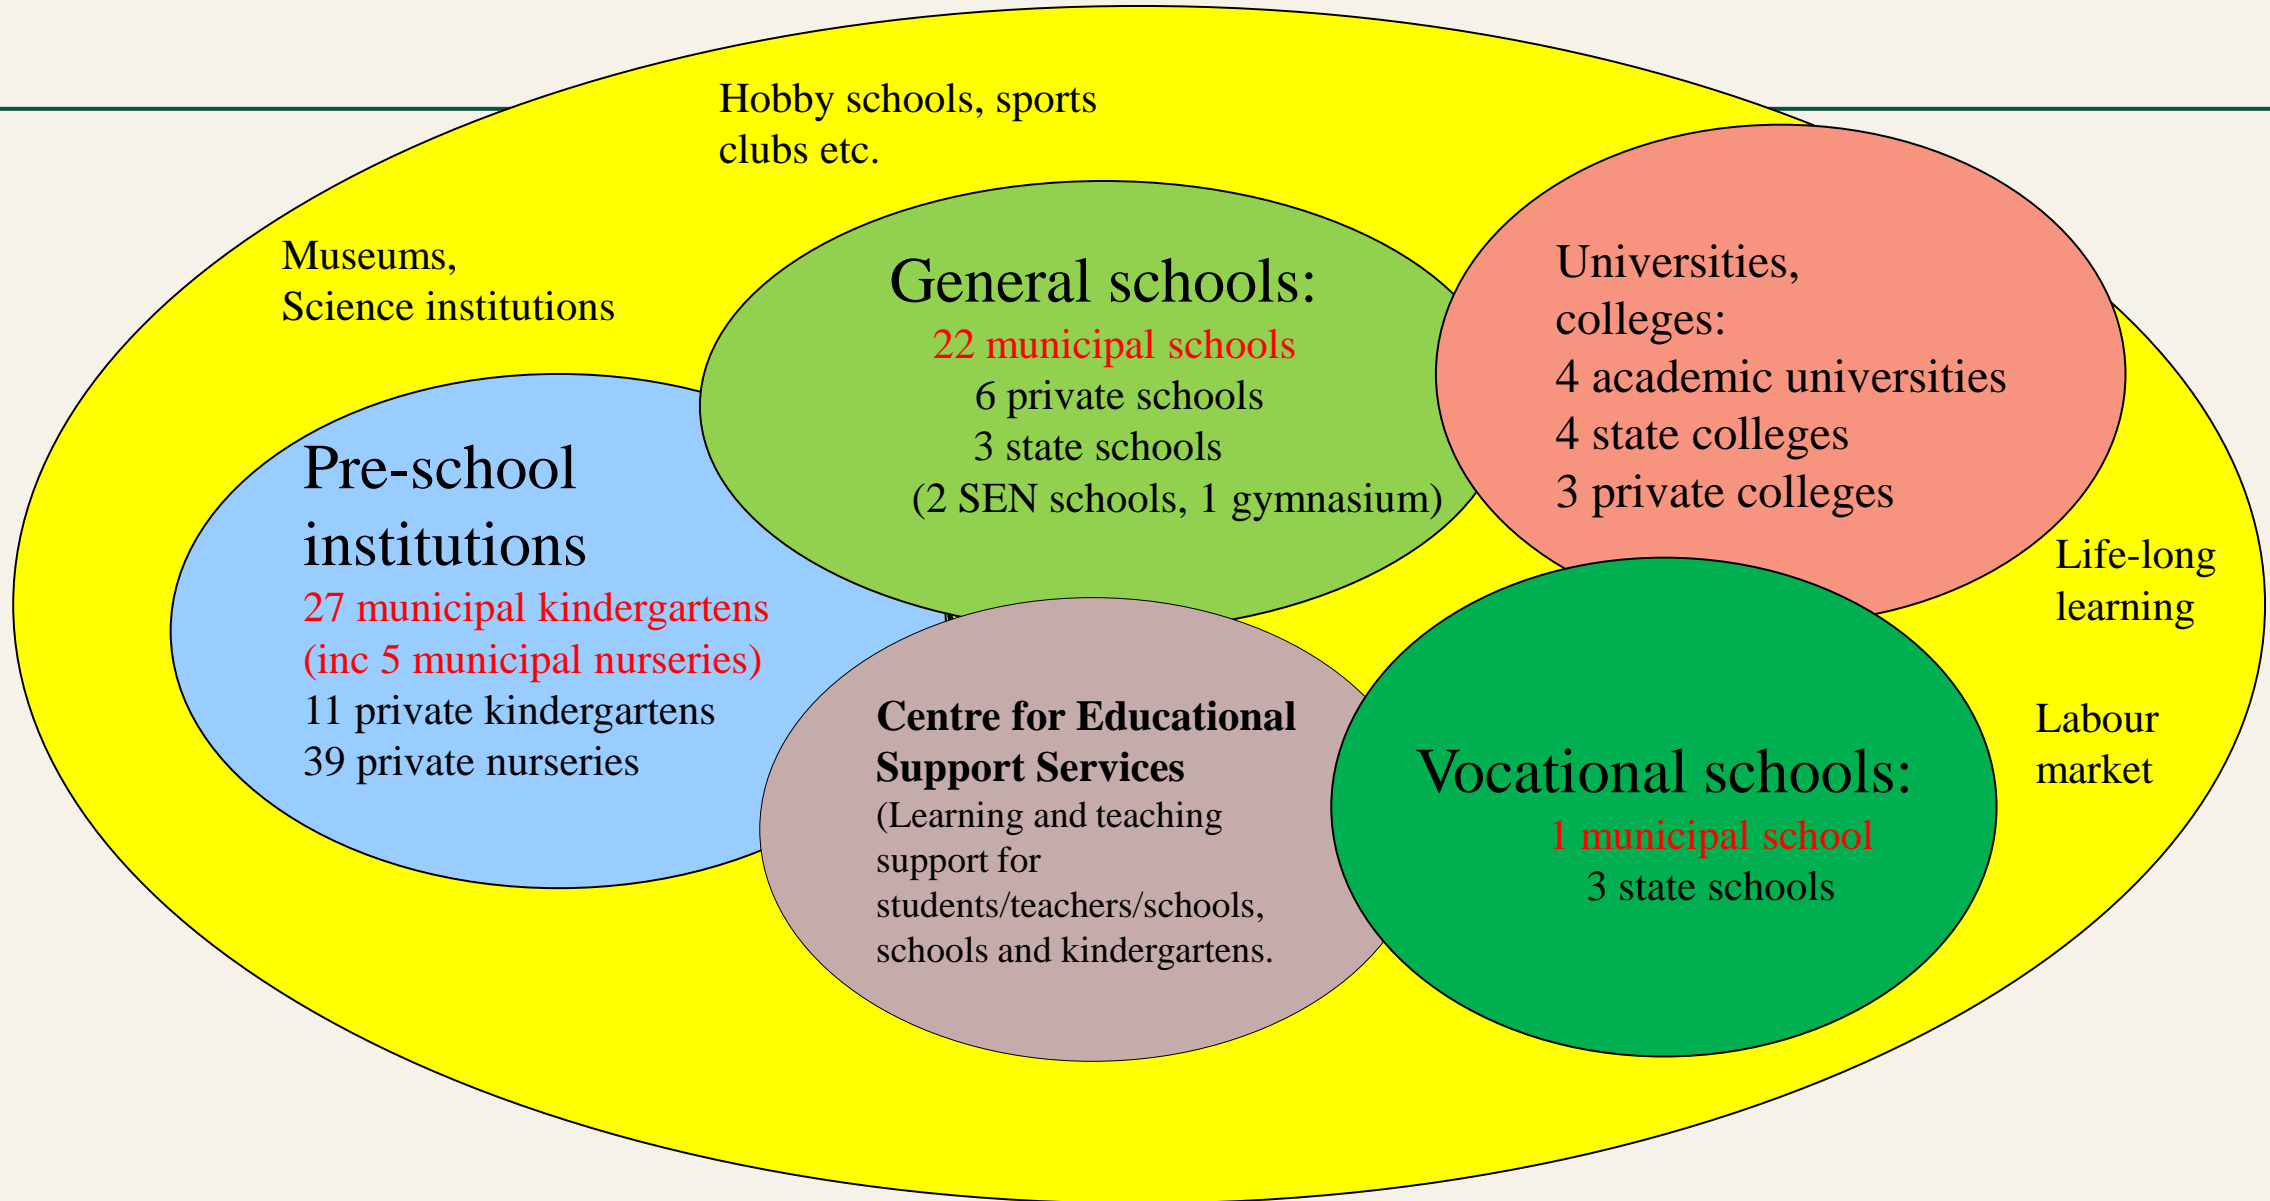 Hobby schools, sports
clubs etc.
Museums,
Science institutions
General schools:
22 municipal schools
6 private schools
3 state schools
(2 SEN schools, 1 gymnasium)
Universities,
colleges:
4 academic universities
4 state colleges
3 private colleges
Pre-school
institutions
27 municipal kindergartens
(inc 5 municipal nurseries)
11 private kindergartens
39 private nurseries
Centre for Educational
Support Services
(Learning and teaching
support for
students/teachers/schools,
schools and kindergartens.
Vocational schools:
1 municipal school
3 state schools
Life-long
learning
Labour
market